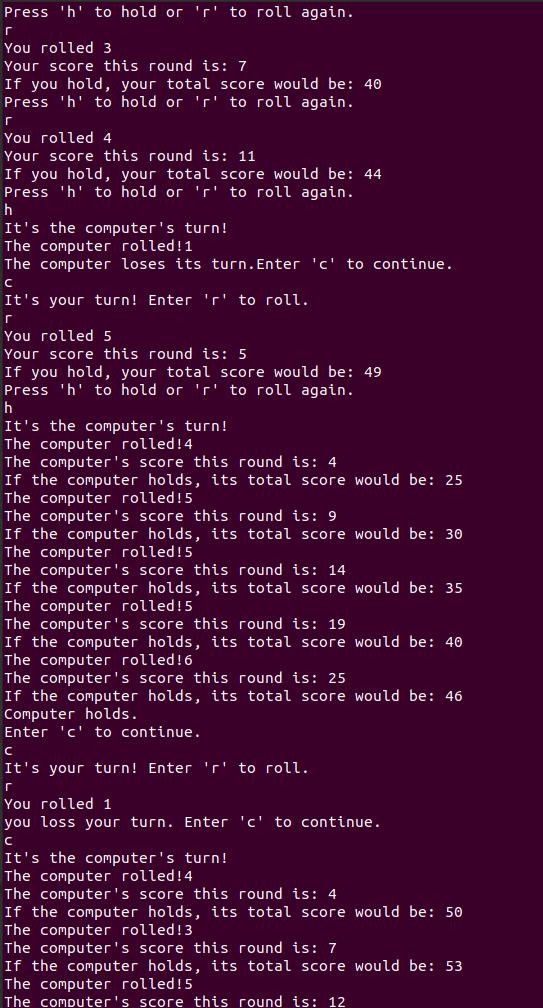 Press 'h' to hold or 'r' to roll again.
r
You rolled 3
Your score this round is: 7
If you hold, your total score would be: 40
Press 'h' to hold or 'r' to roll again.
r
You rolled 4
Your score this round is: 11
If you hold, your total score would be: 44
Press 'h' to hold or 'r' to roll again.
h
It's the computer's turn!
The computer rolled!1
The computer loses its turn.Enter 'c' to continue.
c
It's your turn! Enter 'r' to roll.
r
You rolled 5
Your score this round is: 5
If you hold, your total score would be: 49
Press 'h' to hold or 'r' to roll again.
h
It's the computer's turn!
The computer rolled!4
The computer's score this round is: 4
If the computer holds, its total score would be: 25
The computer rolled!5
The computer's score this round is: 9
If the computer holds, its total score would be: 30
The computer rolled!5
The computer's score this round is: 14
If the computer holds, its total score would be: 35
The computer rolled!5
The computer's score this round is: 19
If the computer holds, its total score would be: 40
The computer rolled!6
The computer's score this round is: 25
If the computer holds, its total score would be: 46
Computer holds.
Enter 'c' to continue.
c
It's your turn! Enter 'r' to roll.
r
You rolled 1
you loss your turn. Enter 'c' to continue.
c
It's the computer's turn!
The computer rolled!4
The computer's score this round is: 4
If the computer holds, its total score would be: 50
The computer rolled!3
The computer's score this round is: 7
If the computer holds, its total score would be: 53
The computer rolled!5
The computer's score this round is: 12